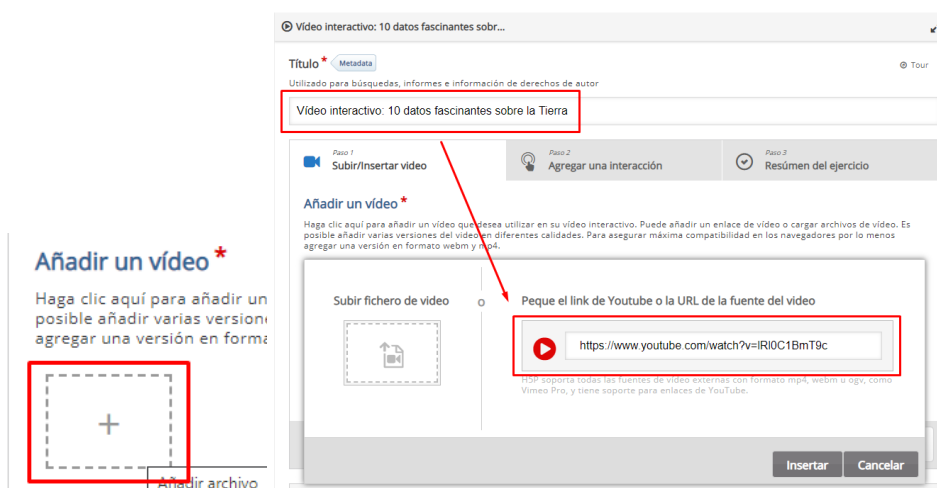 Vídeo interactivo: 10 datos fascinantes sobr...
Título * Metadata
Tour
Utilizado para búsquedas, informes e información de derechos de autor
Vídeo interactivo: 10 datos fascinantes sobre la Tierra
Paso 1
Subir/Insertar video
Paso 2
Agregar una interacción
Paso 3
Resúmen del ejercicio
Añadir un vídeo *
Haga clic aquí para añadir un vídeo que desea utilizar en su vídeo interactivo. Puede añadir un enlace de vídeo o cargar archivos de vídeo. Es
posible añadir varias versiones del video en diferentes calidades. Para asegurar máxima compatibilidad en los navegadores por lo menos
agregar una versión en formato webm y mp4.
Subir fichero de video
o
Peque el link de Youtube o la URL de la fuente del video
https://www.youtube.com/watch?v=lRl0C1BmT9c
H5P soporta todas las fuentes de video externas con formato mp4, webm u ogv, como
Vimeo Pro, y tiene soporte para enlaces de YouTube.
Insertar
Cancelar
Añadir un vídeo *
Haga clic aquí para añadir un
posible añadir varias versione
agregar una versión en forma
+
Añadir archivo